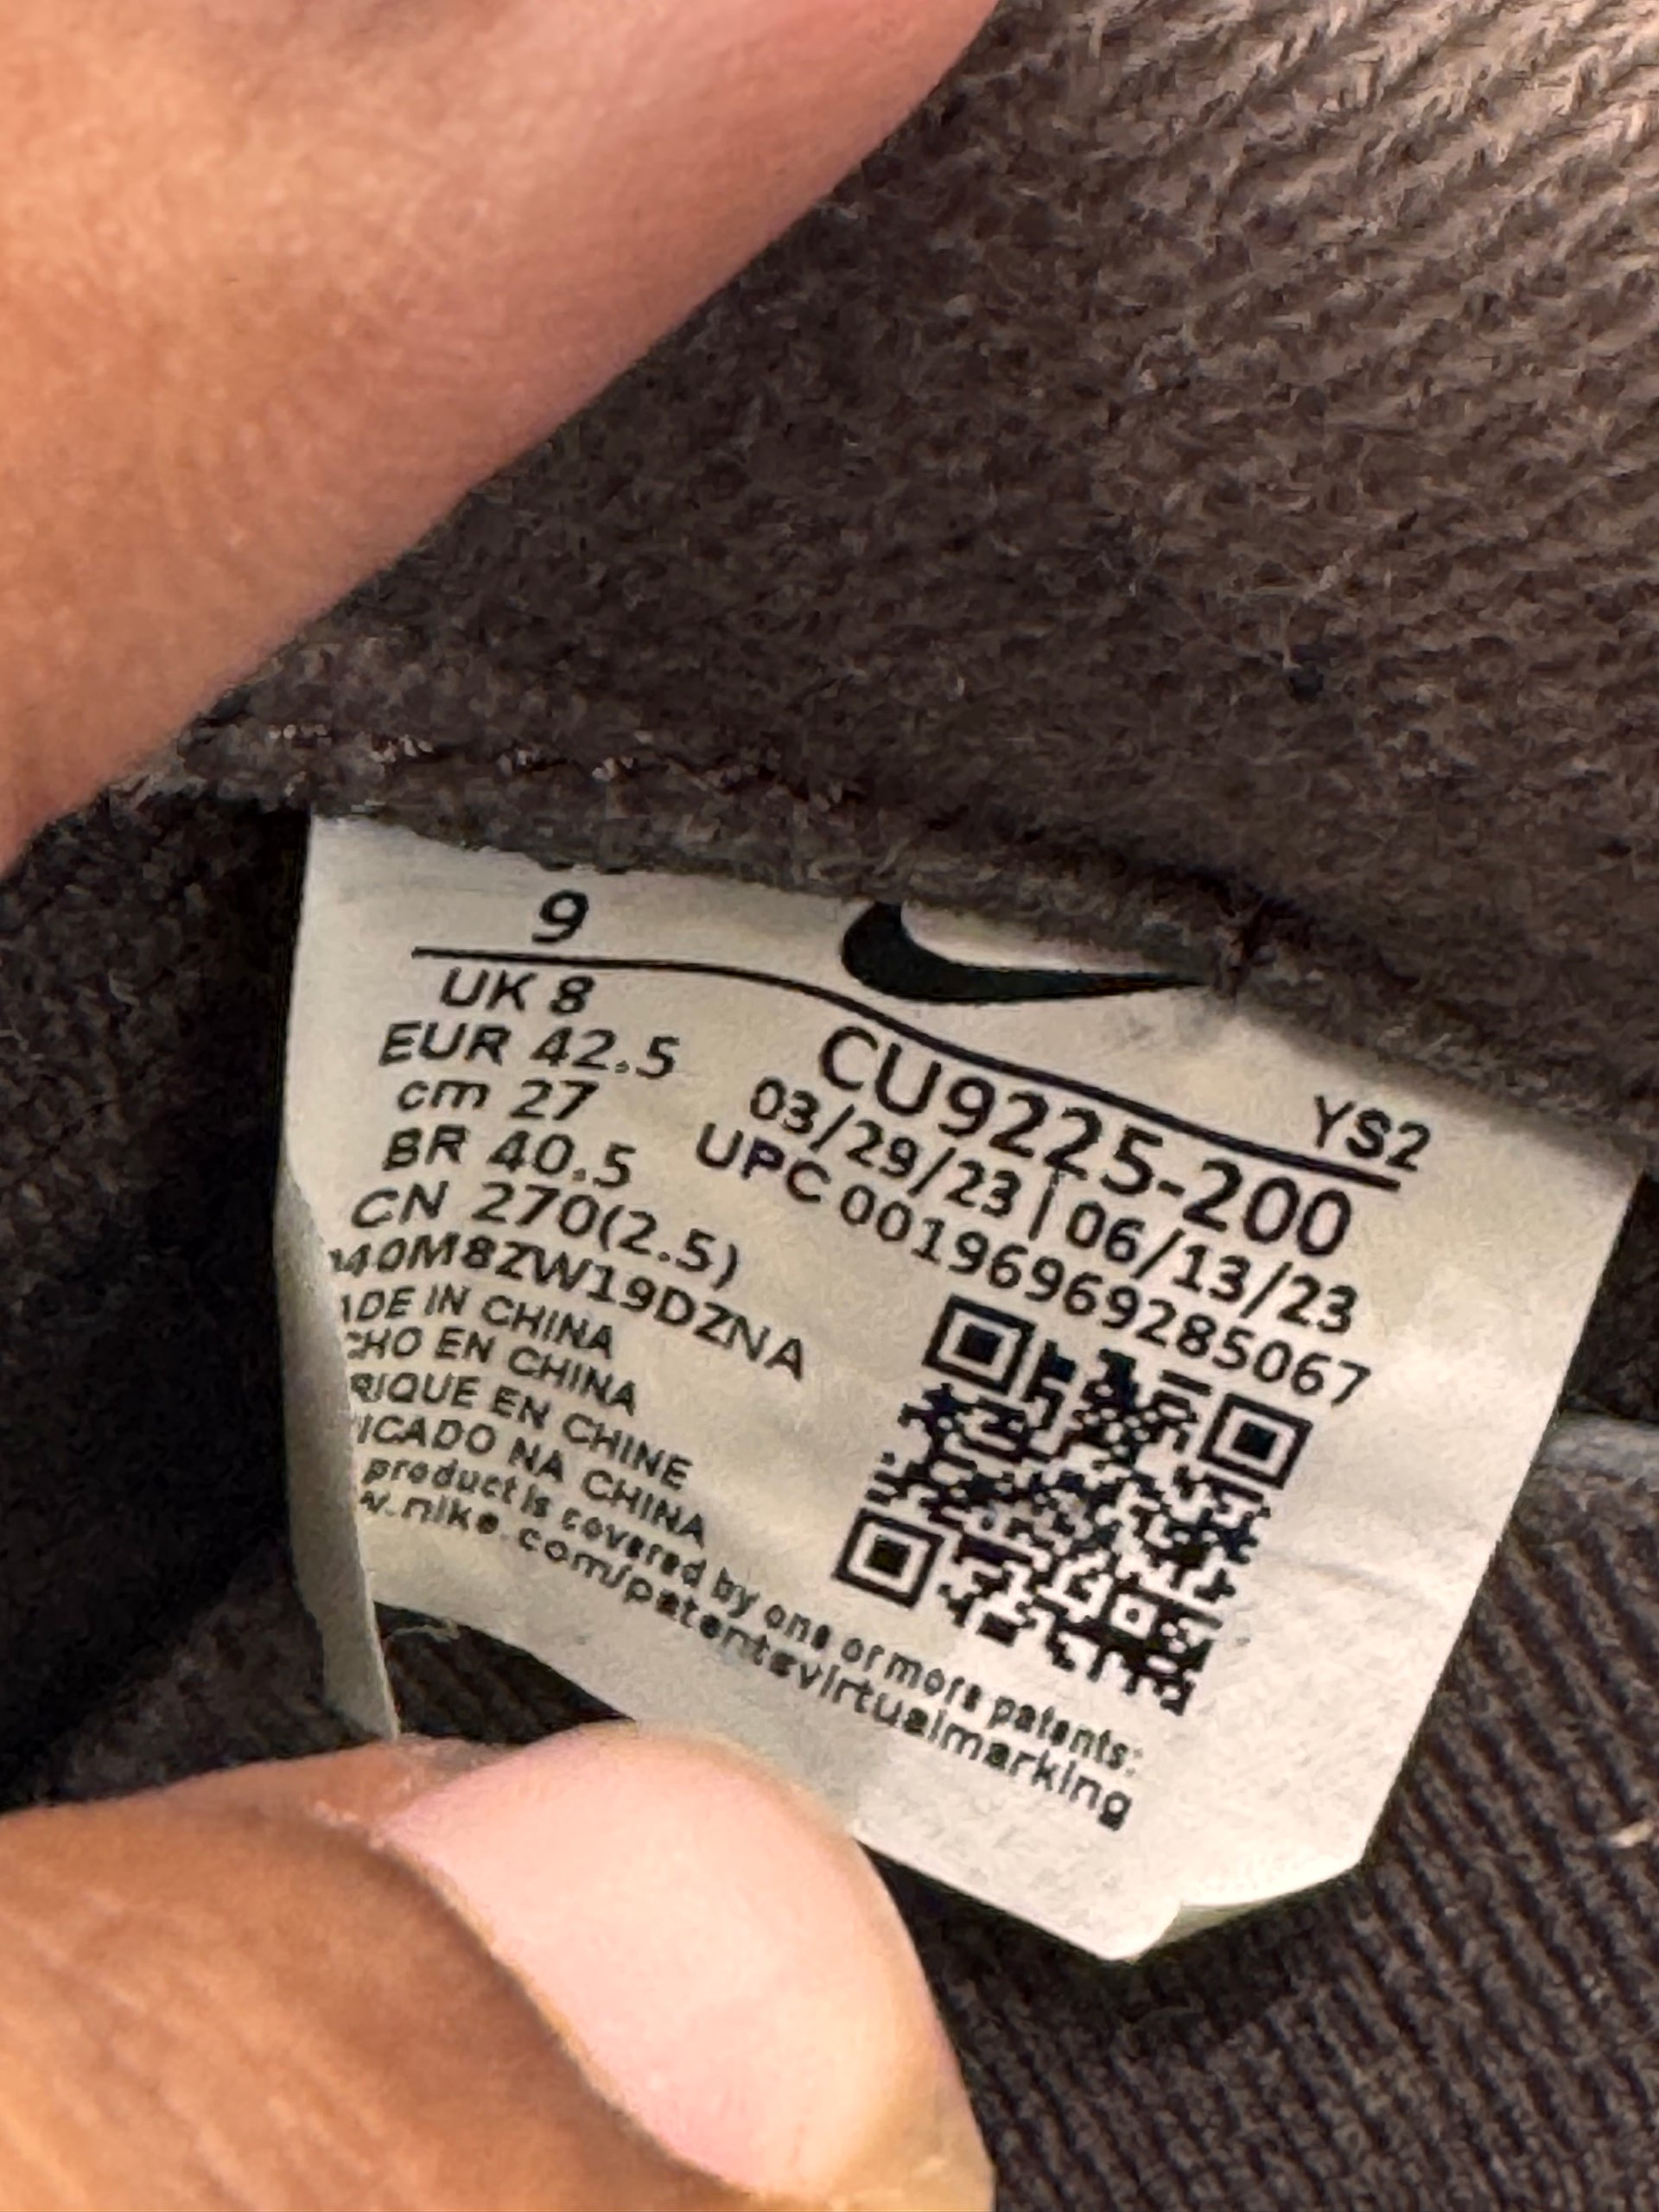 9
UK 8
EUR 42.5
cm 27
BR 40.5
CN 270(2.5)
40M8ZW19DZNA
YS2
CU9225-200
03/29/23 | 06/13/23
UPC 00196969285067
ADE IN CHINA
CHO EN CHINA
RIQUE EN CHINE
ICADO NA CHINA
product is covered by one or more patents:
w.nike.com/patentsvirtualmarking